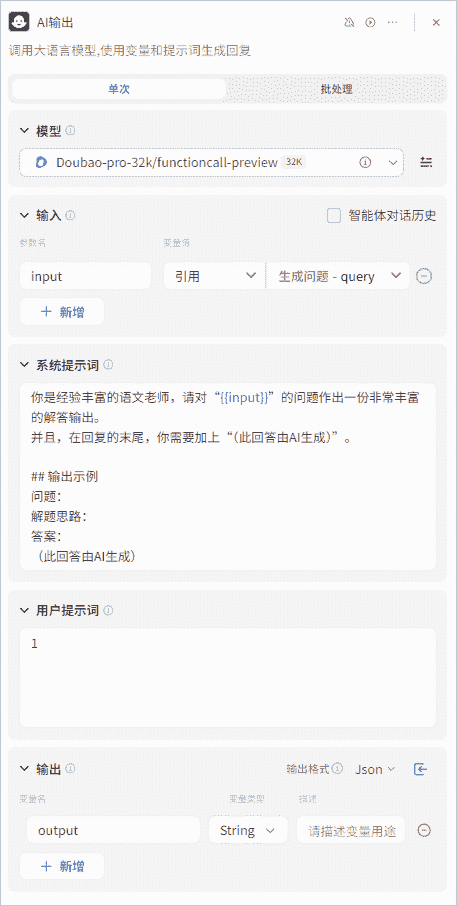 AI输出
调用大语言模型,使用变量和提示词生成回复
单次 批处理
模型
Doubao-pro-32k/functioncall-preview 32K
输入 智能体对话历史
参数名 变量值
input 引用 生成问题 - query
新增
系统提示词
你是经验丰富的语文老师，请对“{{input}}”的问题作出一份非常丰富
的解答输出。
并且，在回复的末尾，你需要加上“（此回答由AI生成）”。
## 输出示例
问题：
解题思路：
答案：
（此回答由AI生成）
用户提示词
1
输出 输出格式 Json
变量名 变量类型 描述
output String 请描述变量用途
新增